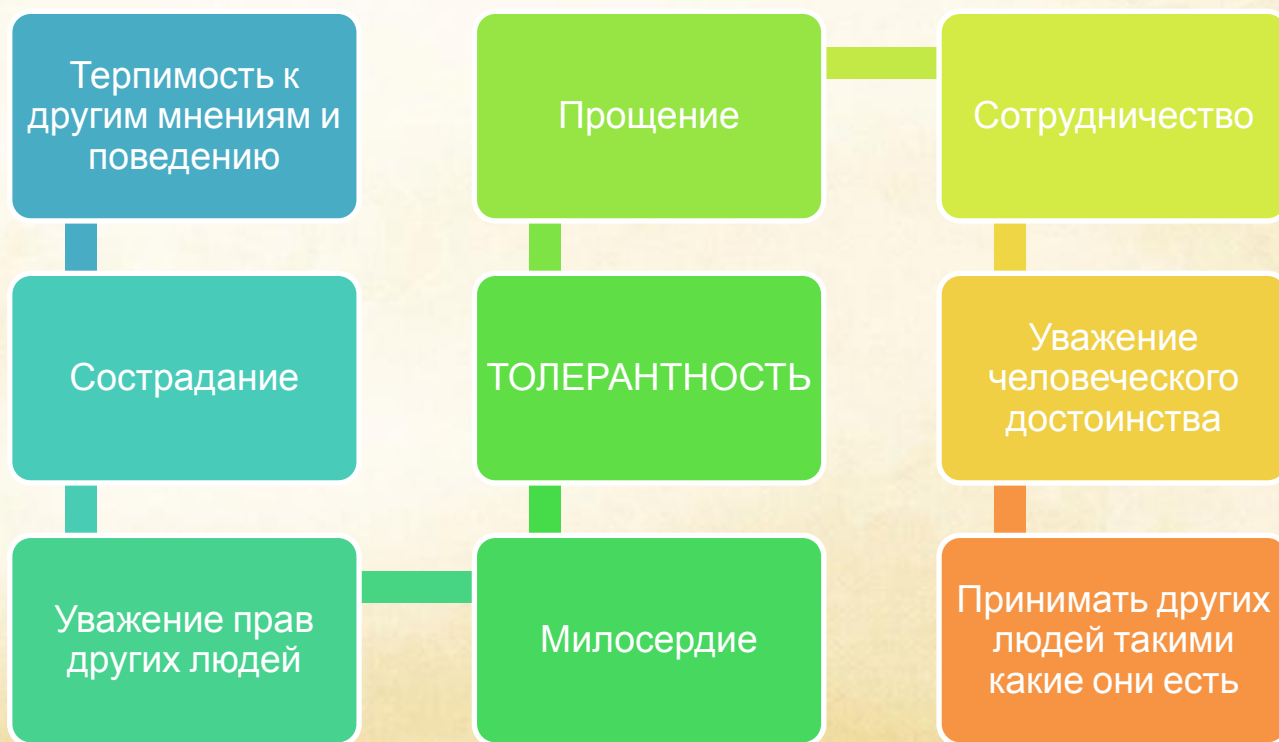 Терпимость к
другим мнениям и
поведению
Сострадание
Уважение прав
других людей
Милосердие
ТОЛЕРАНТНОСТЬ
Прощение
Сотрудничество
Уважение
человеческого
достоинства
Принимать других
людей такими
какие они есть